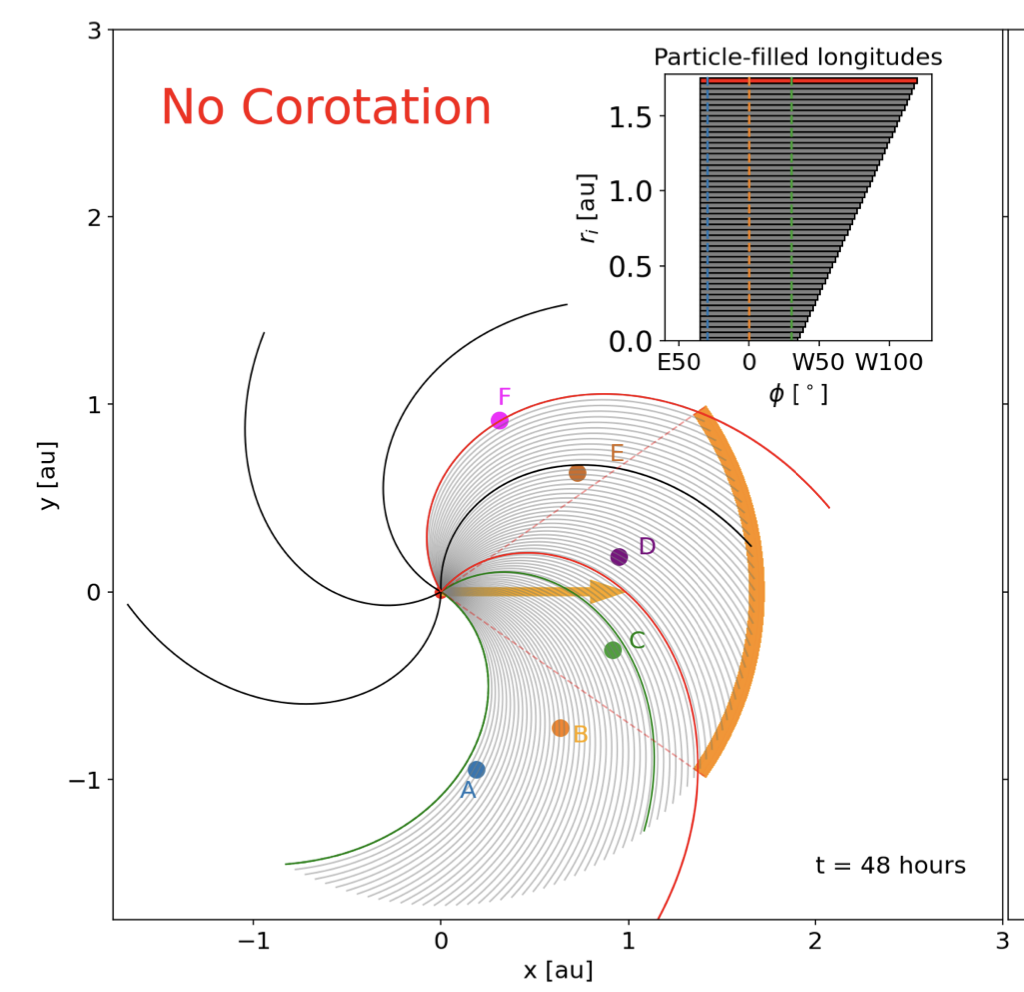 No Corotation
Particle-filled longitudes
r_i [au]
1.5
1.0
0.5
0.0
E50 0 W50 W100
ϕ [°]
3
2
1
0
−1
y [au]
F
E
D
C
B
A
t = 48 hours
−1 0 1 2 3
x [au]